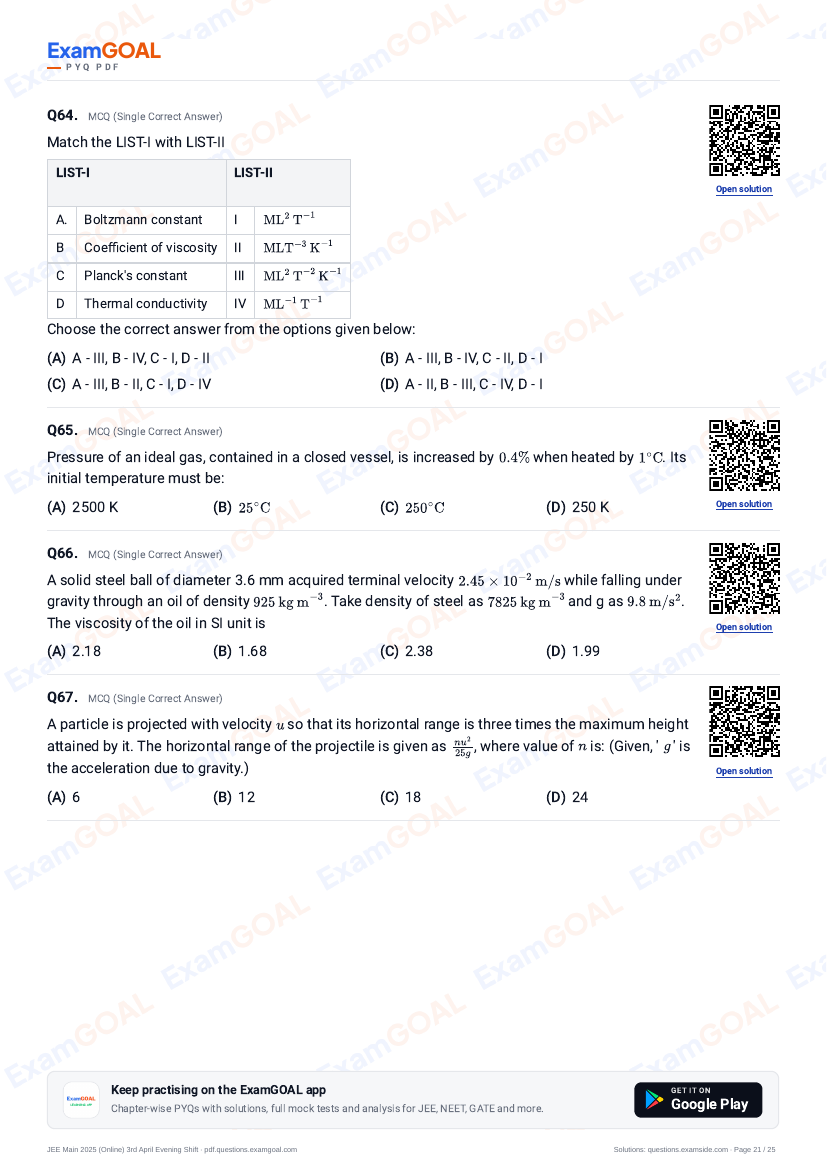 ExamGOAL
PYQ PDF
Q64. MCQ (Single Correct Answer)
Match the LIST-I with LIST-II
LIST-I LIST-II
A. Boltzmann constant I ML² T⁻¹
B Coefficient of viscosity II MLT⁻³ K⁻¹
C Planck's constant III ML² T⁻² K⁻¹
D Thermal conductivity IV ML⁻¹ T⁻¹
Choose the correct answer from the options given below:
(A) A - III, B - IV, C - I, D - II (B) A - III, B - IV, C - II, D - I
(C) A - III, B - II, C - I, D - IV (D) A - II, B - III, C - IV, D - I
Open solution
Q65. MCQ (Single Correct Answer)
Pressure of an ideal gas, contained in a closed vessel, is increased by 0.4% when heated by 1°C. Its
initial temperature must be:
(A) 2500 K (B) 25°C (C) 250°C (D) 250 K
Open solution
Q66. MCQ (Single Correct Answer)
A solid steel ball of diameter 3.6 mm acquired terminal velocity 2.45 × 10⁻² m/s while falling under
gravity through an oil of density 925 kg m⁻³. Take density of steel as 7825 kg m⁻³ and g as 9.8 m/s².
The viscosity of the oil in SI unit is
(A) 2.18 (B) 1.68 (C) 2.38 (D) 1.99
Open solution
Q67. MCQ (Single Correct Answer)
A particle is projected with velocity u so that its horizontal range is three times the maximum height
attained by it. The horizontal range of the projectile is given as nu²/25g, where value of n is: (Given, ' g' is
the acceleration due to gravity.)
(A) 6 (B) 12 (C) 18 (D) 24
Open solution
Keep practising on the ExamGOAL app
Chapter-wise PYQs with solutions, full mock tests and analysis for JEE, NEET, GATE and more.
ExamGOAL
GET IT ON
Google Play
JEE Main 2025 (Online) 3rd April Evening Shift · pdf.questions.examgoal.com Solutions: questions.examside.com · Page 21 / 25